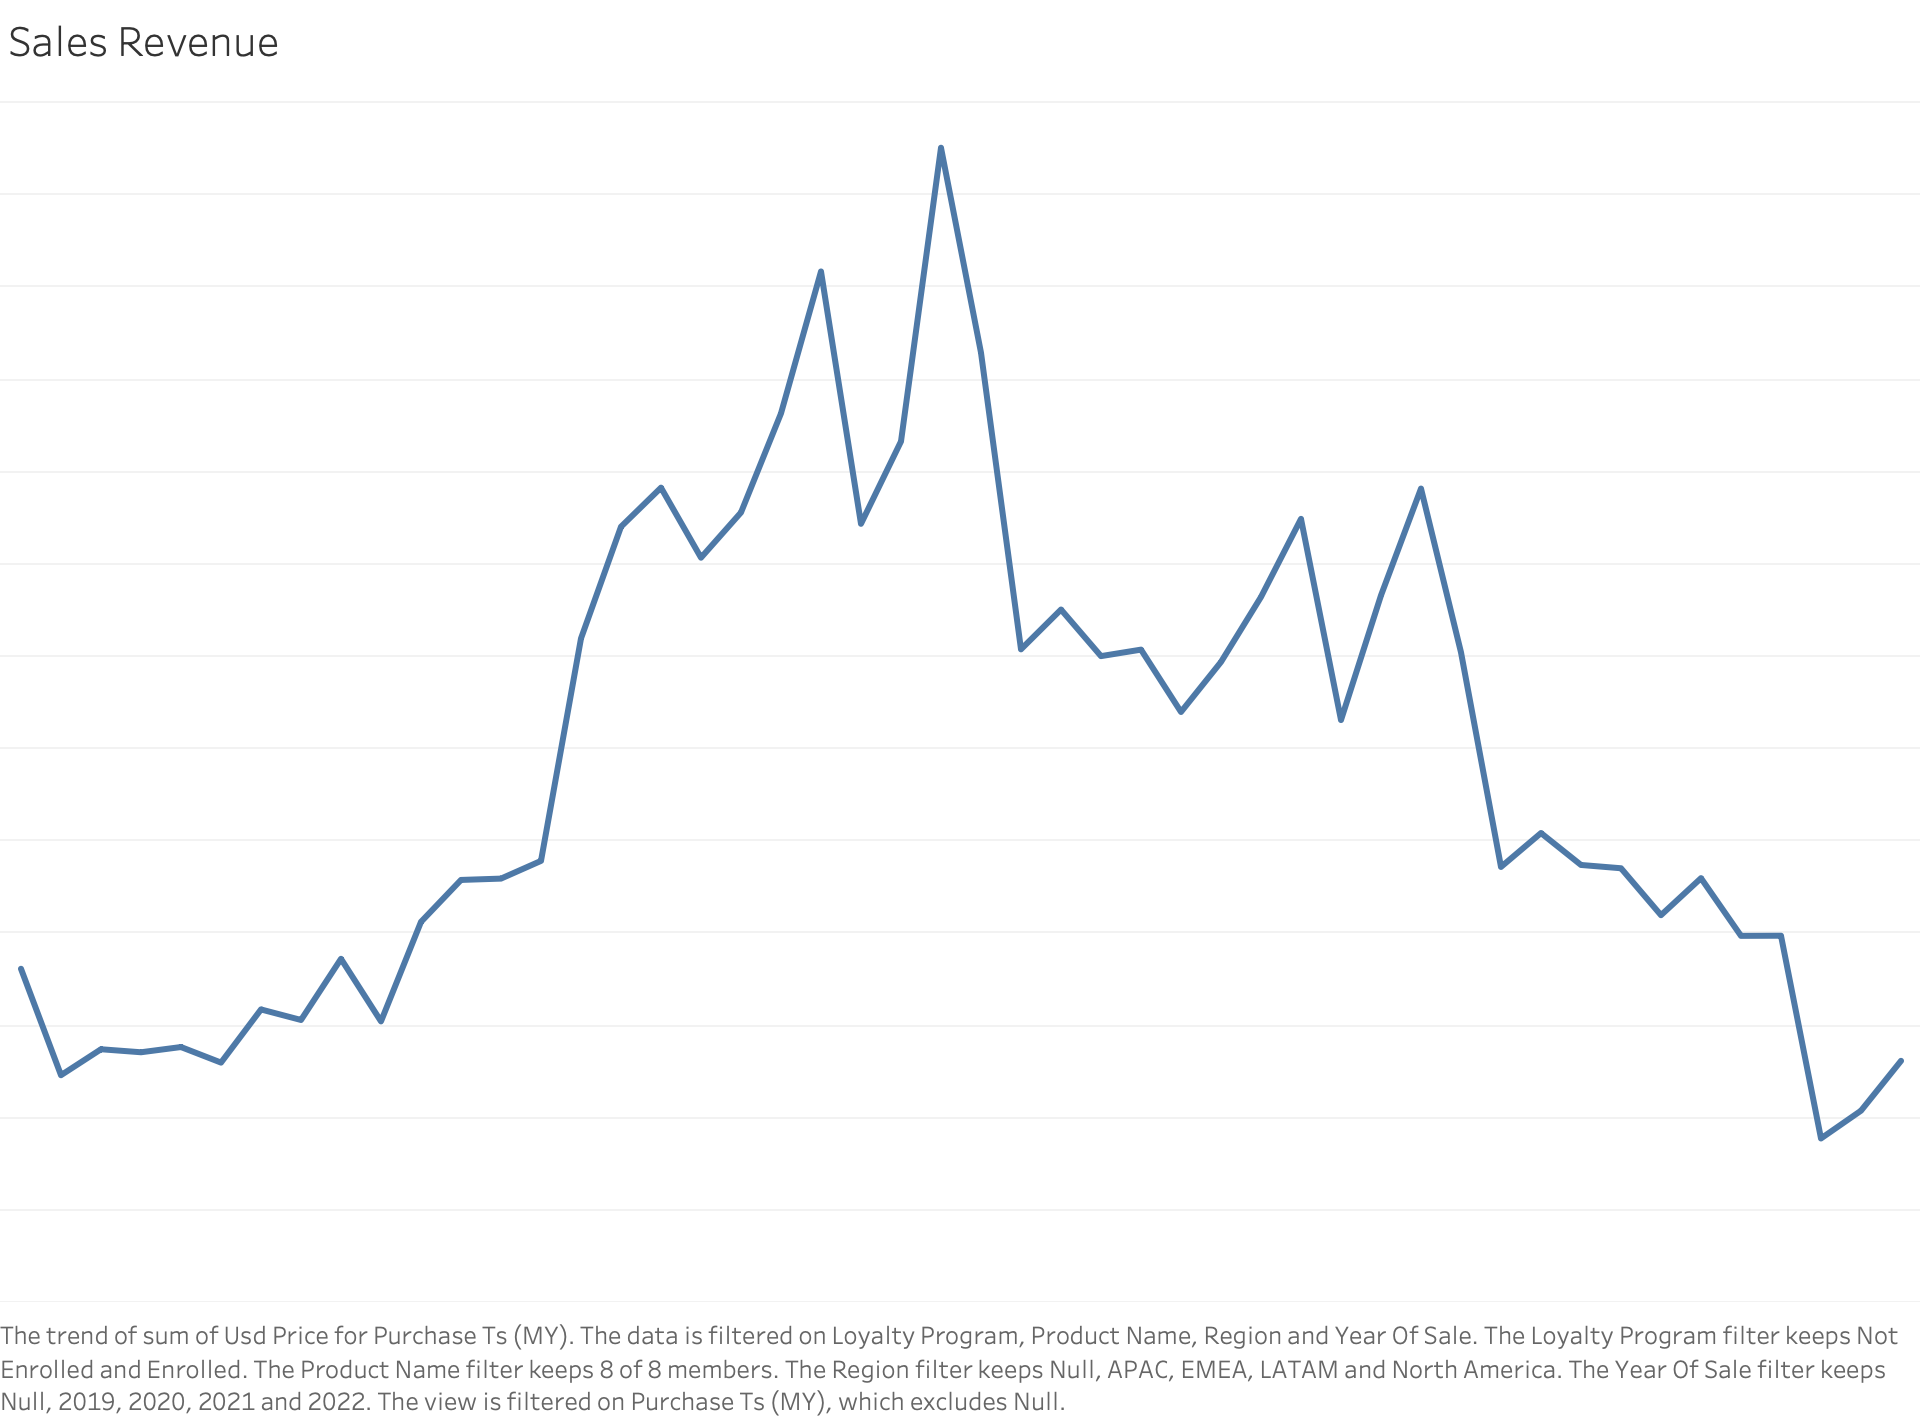 Sales Revenue
The trend of sum of Usd Price for Purchase Ts (MY). The data is filtered on Loyalty Program, Product Name, Region and Year Of Sale. The Loyalty Program filter keeps Not
Enrolled and Enrolled. The Product Name filter keeps 8 of 8 members. The Region filter keeps Null, APAC, EMEA, LATAM and North America. The Year Of Sale filter keeps
Null, 2019, 2020, 2021 and 2022. The view is filtered on Purchase Ts (MY), which excludes Null.